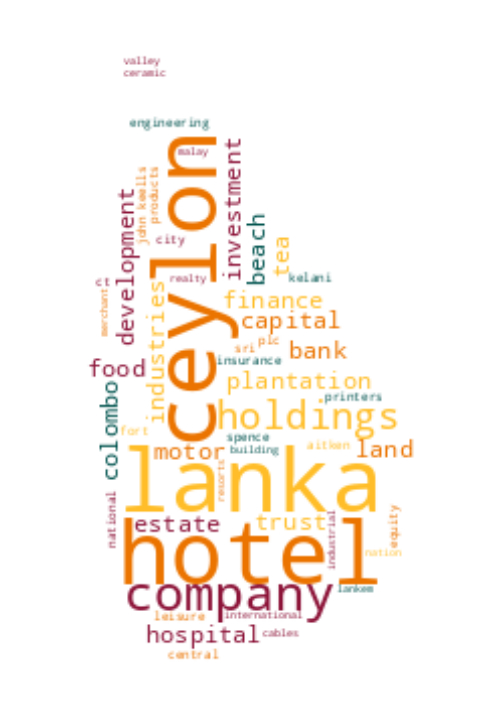 valley
ceramic
engineering
malay
ceylon
investment
john keells
products
development
city
beach
tea
ct
realty
kelani
merchant
industries
finance
capital
plc
sri
bank
insurance
food
plantation
colombo
printers
holdings
fort
spence
building
motor
aitken
land
lanka
resorts
national
estate
trust
industrial
equity
hotel
nation
company
lankem
leisure
international
hospital
cables
central